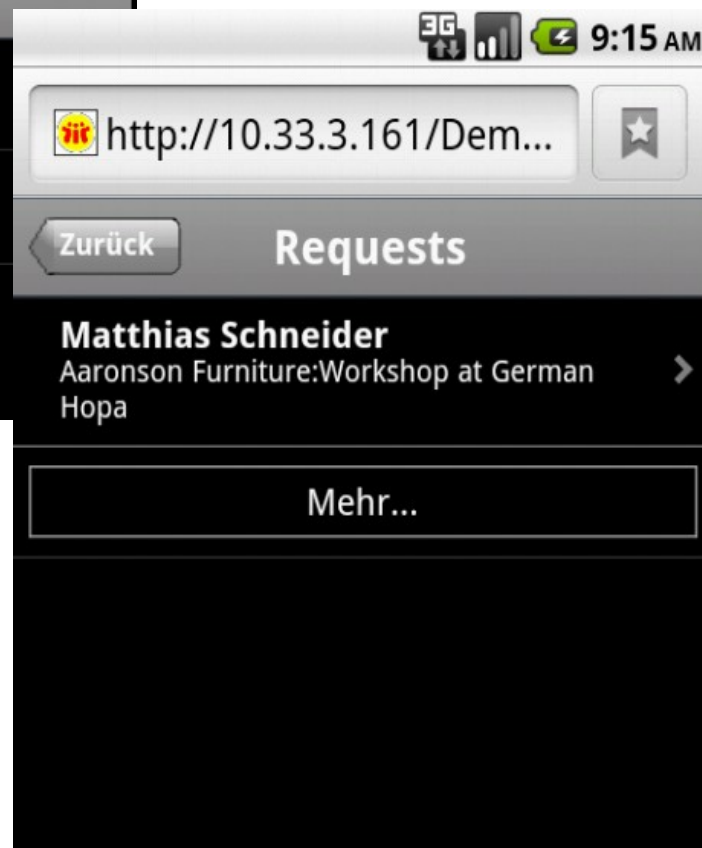 3G
9:15 AM
http://10.33.3.161/Dem...
Zurück
Requests
Matthias Schneider
Aaronson Furniture:Workshop at German
Hopa
Mehr...